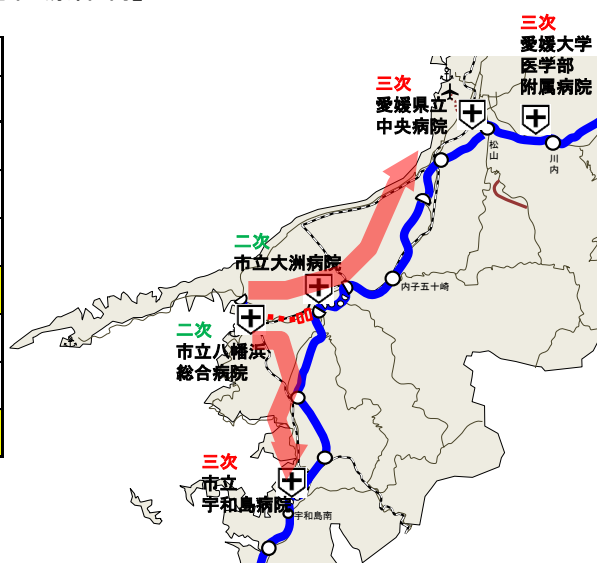 三次
愛媛大学
医学部
附属病院
三次
愛媛県立
中央病院
松山
川内
二次
市立大洲病院
内子五十崎
二次
市立八幡浜
総合病院
三次
市立
宇和島病院
宇和島南